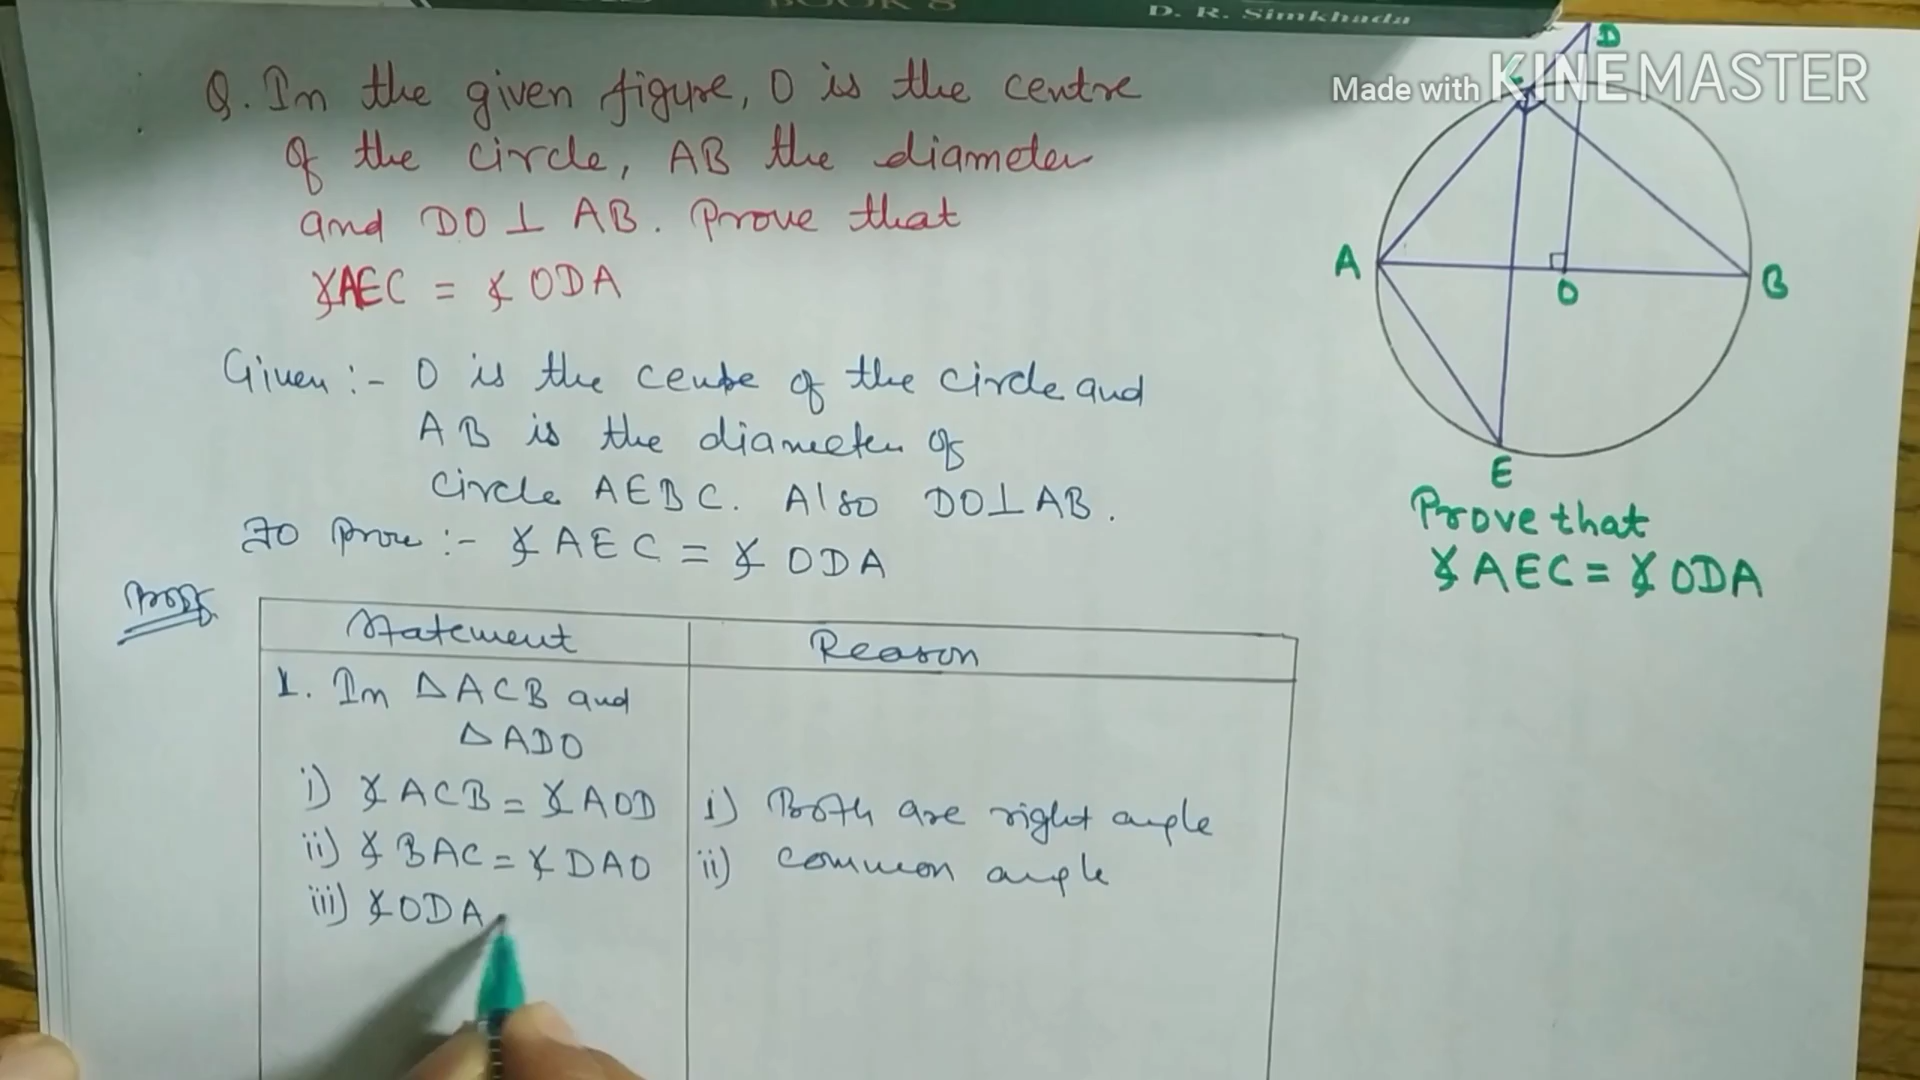 BOOK 8
D. R. Simkhada
Made with KINEMASTER
Q. In the given figure, O is the centre
of the circle, AB the diameter
and DO ⊥ AB. Prove that
∡AEC = ∡ ODA
Given :- O is the centre of the circle and
AB is the diameter of
circle AEBC. Also DO⊥AB.
To prove :- ∡ AEC = ∡ ODA
Proof
Statement
Reason
1. In △ACB and
△ADO
i) ∡ACB = ∡AOD
i) Both are right angle
ii) ∡BAC = ∡DAO
ii) common angle
iii) ∡ODA
D
A
O
B
E
Prove that
∡AEC = ∡ODA